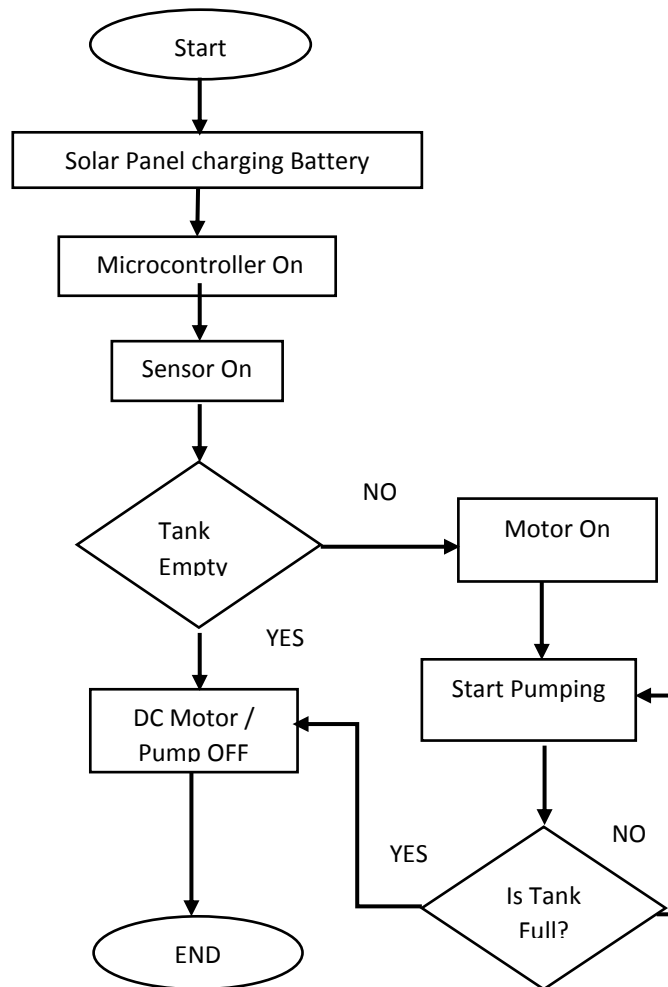 Start
Solar Panel charging Battery
Microcontroller On
Sensor On
Tank
Empty
NO
Motor On
YES
Start Pumping
DC Motor /
Pump OFF
YES
NO
Is Tank
Full?
END